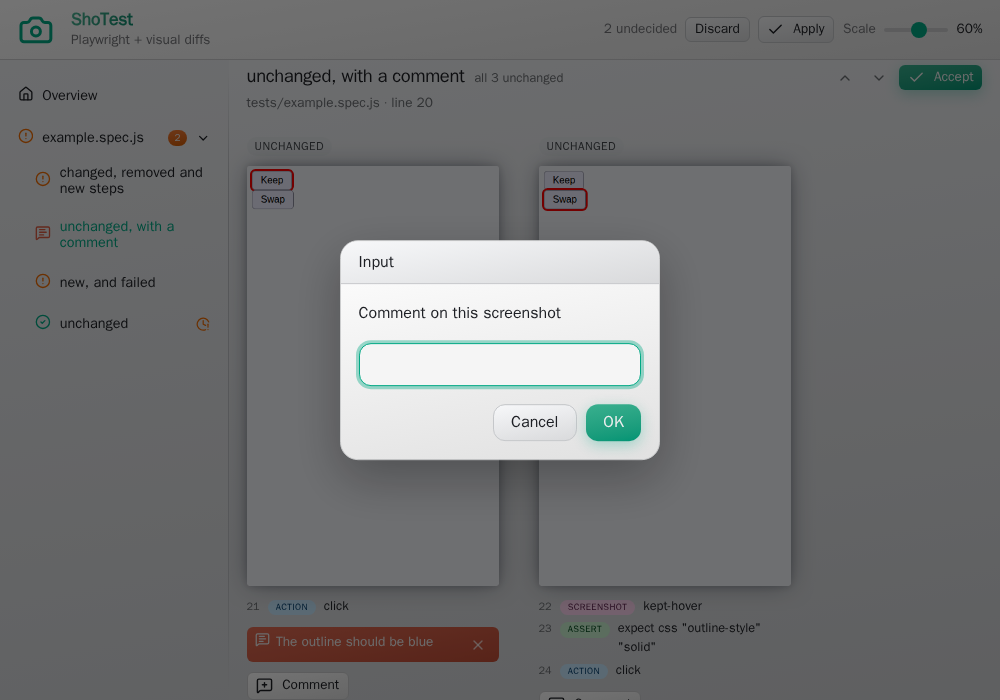 ShoTest
Playwright + visual diffs
2 undecided
Discard
Apply
Scale
60%
Overview
example.spec.js
2
changed, removed and
new steps
unchanged, with a
comment
new, and failed
unchanged
unchanged, with a comment all 3 unchanged
Accept
tests/example.spec.js · line 20
UNCHANGED
UNCHANGED
Keep
Swap
Keep
Swap
Input
Comment on this screenshot
Cancel
OK
21 ACTION click
The outline should be blue
Comment
22 SCREENSHOT kept-hover
23 ASSERT expect css "outline-style"
"solid"
24 ACTION click